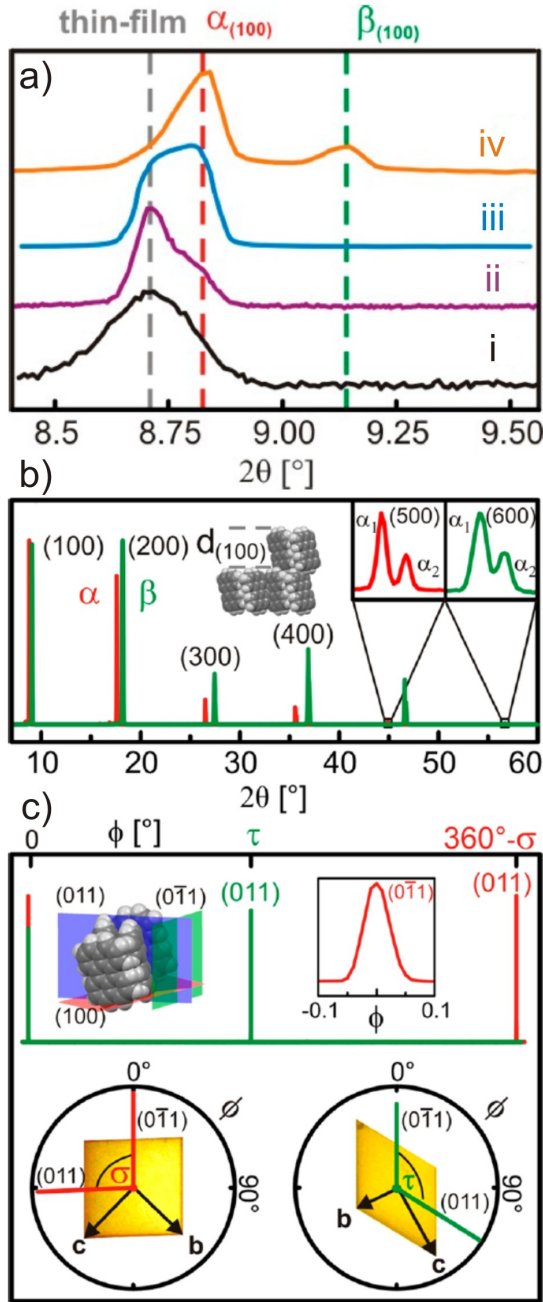 thin-film α(100) β(100)
a)
iv
iii
ii
i
8.5 8.75 9.00 9.25 9.50
2θ [°]
b)
(100) (200) d(100)
α β
(300) (400)
α1 (500) α2
α1 (600) α2
10 20 30 40 50 60
2θ [°]
c)
0 ϕ [°] τ 360°-σ
(011) (01̅1) (011) (01̅1) (011)
(100)
-0.1 ϕ 0.1
0° ϕ 0° ϕ
(01̅1) (01̅1)
(011) σ 90° τ (011) 90°
c b b c